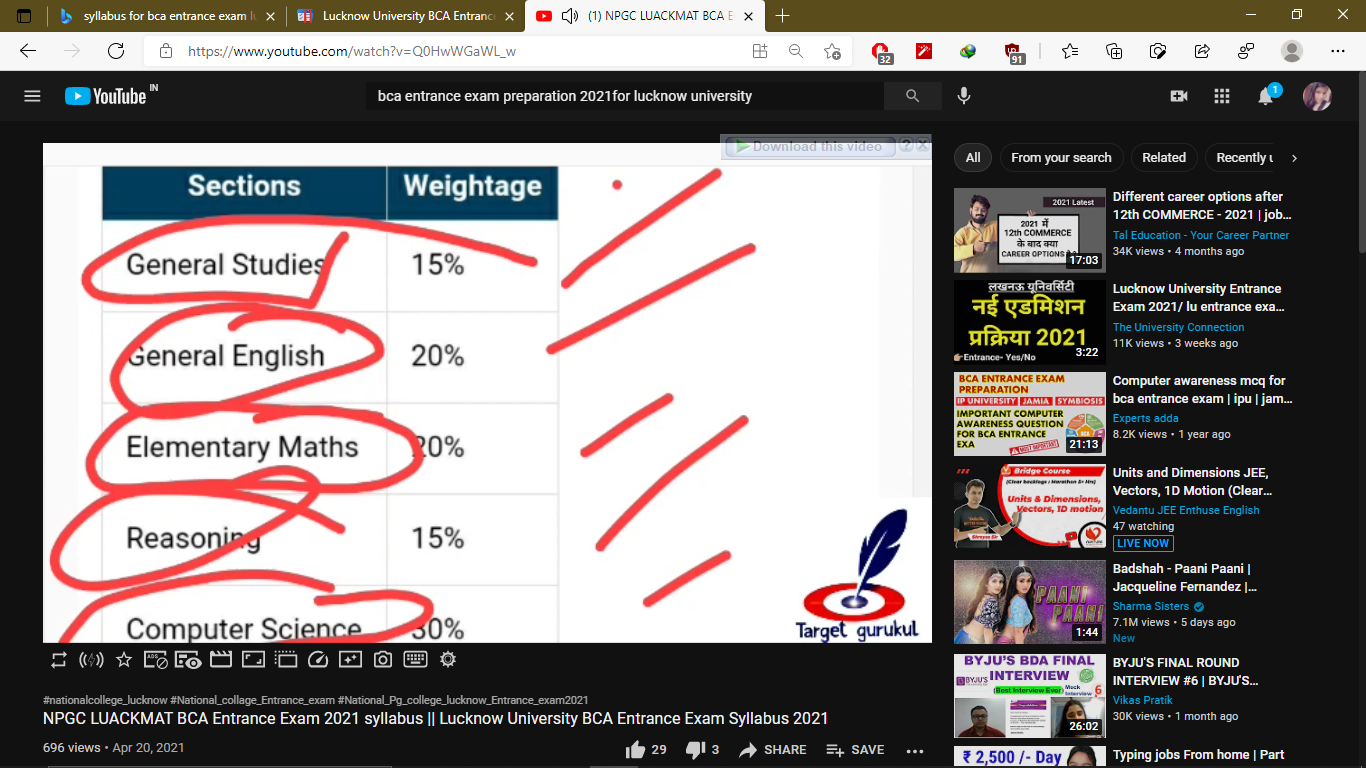 syllabus for bca entrance exam lu
Lucknow University BCA Entrance
(1) NPGC LUACKMAT BCA E
https://www.youtube.com/watch?v=Q0HwWGaWL_w
32
91
YouTube IN
bca entrance exam preparation 2021for lucknow university
1
Download this video
Sections Weightage
General Studies 15%
General English 20%
Elementary Maths 20%
Reasoning 15%
Computer Science 30%
Target gurukul
#nationalcollege_lucknow #National_collage_Entrance_exam #National_Pg_college_lucknow_Entrance_exam2021
NPGC LUACKMAT BCA Entrance Exam 2021 syllabus || Lucknow University BCA Entrance Exam Syllabus 2021
696 views • Apr 20, 2021
29 3 SHARE SAVE
All From your search Related Recently u
2021 Latest
2021 में
12th COMMERCE
के बाद क्या
CAREER OPTIONS
17:03
Different career options after
12th COMMERCE - 2021 | job...
Tal Education - Your Career Partner
34K views • 4 months ago
लखनऊ यूनिवर्सिटी
नई एडमिशन
प्रक्रिया 2021
Entrance- Yes/No
3:22
Lucknow University Entrance
Exam 2021/ lu entrance exa...
The University Connection
11K views • 3 weeks ago
BCA ENTRANCE EXAM
PREPARATION
IP UNIVERSITY | JAMIA | SYMBIOSIS
IMPORTANT COMPUTER
AWARENESS QUESTION
FOR BCA ENTRANCE
EXA
21:13
Computer awareness mcq for
bca entrance exam | ipu | jam...
Experts adda
8.2K views • 1 year ago
Bridge Course
(Clear backlogs : Marathon 5+ Hrs)
Units & Dimensions,
Vectors, 1D motion
Shreyas Sir
Units and Dimensions JEE,
Vectors, 1D Motion (Clear...
Vedantu JEE Enthuse English
47 watching
LIVE NOW
PAANI
PAANI
1:44
Badshah - Paani Paani |
Jacqueline Fernandez |...
Sharma Sisters
7.1M views • 5 days ago
New
BYJU'S BDA FINAL
INTERVIEW
BYJU'S
(Best Interview Ever)
Mock
Interview 6
26:02
BYJU'S FINAL ROUND
INTERVIEW #6 | BYJU'S...
Vikas Pratik
30K views • 1 month ago
₹ 2,500 /- Day
Typing jobs From home | Part